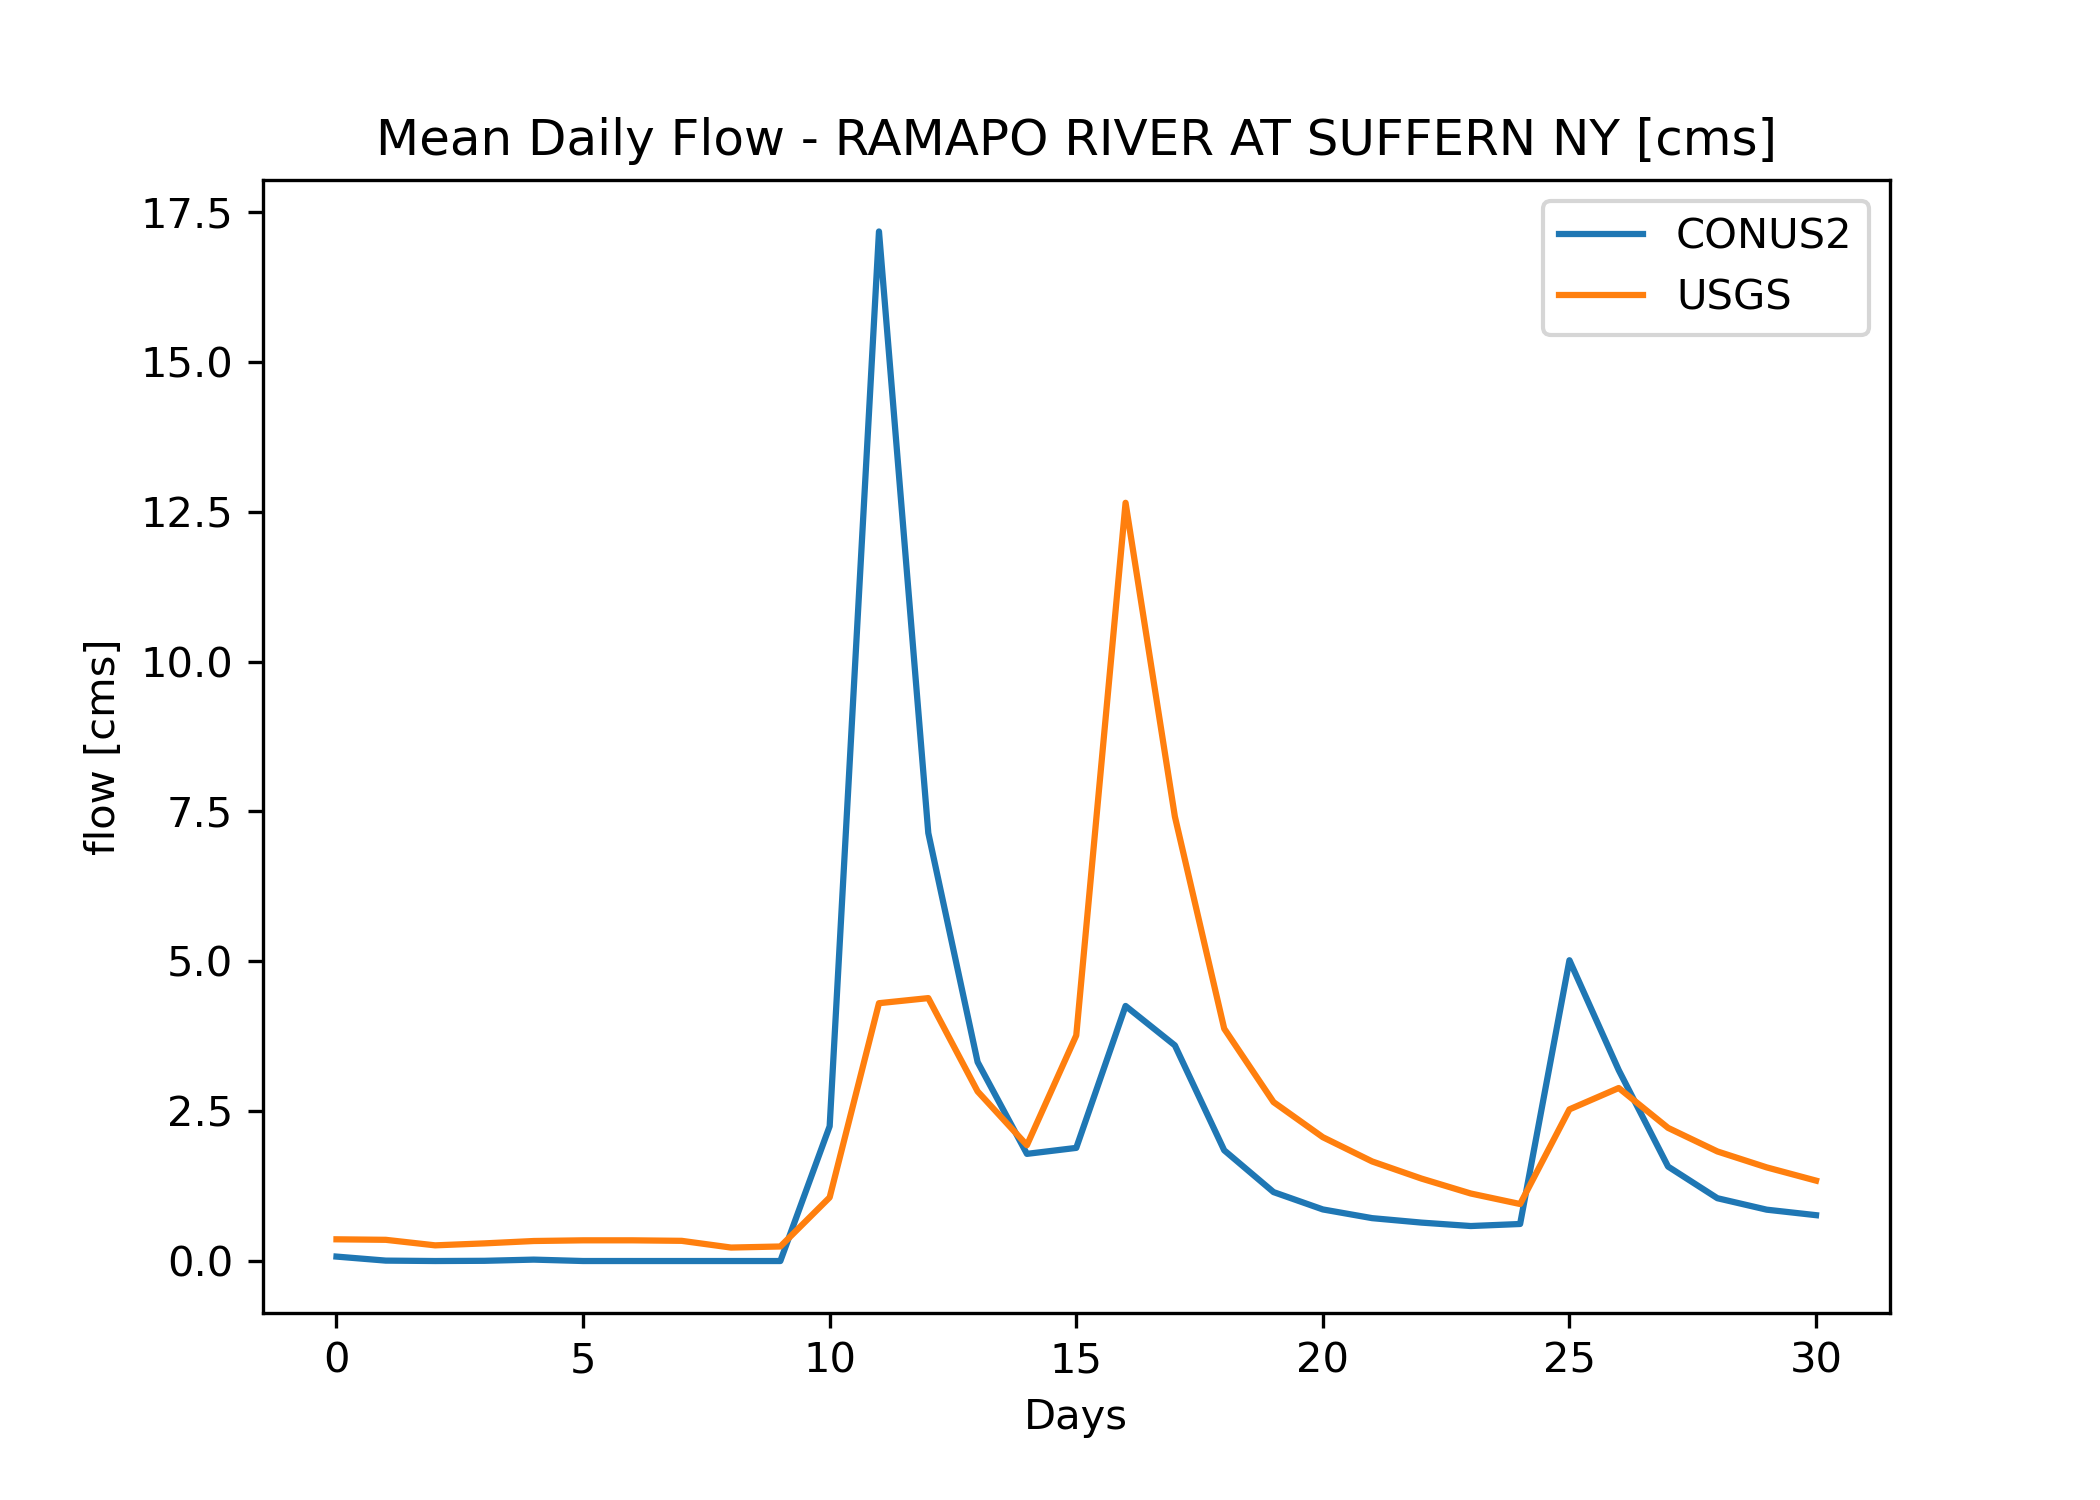 Mean Daily Flow - RAMAPO RIVER AT SUFFERN NY [cms]
CONUS2
USGS
17.5
15.0
12.5
10.0
7.5
5.0
2.5
0.0
flow [cms]
0 5 10 15 20 25 30
Days